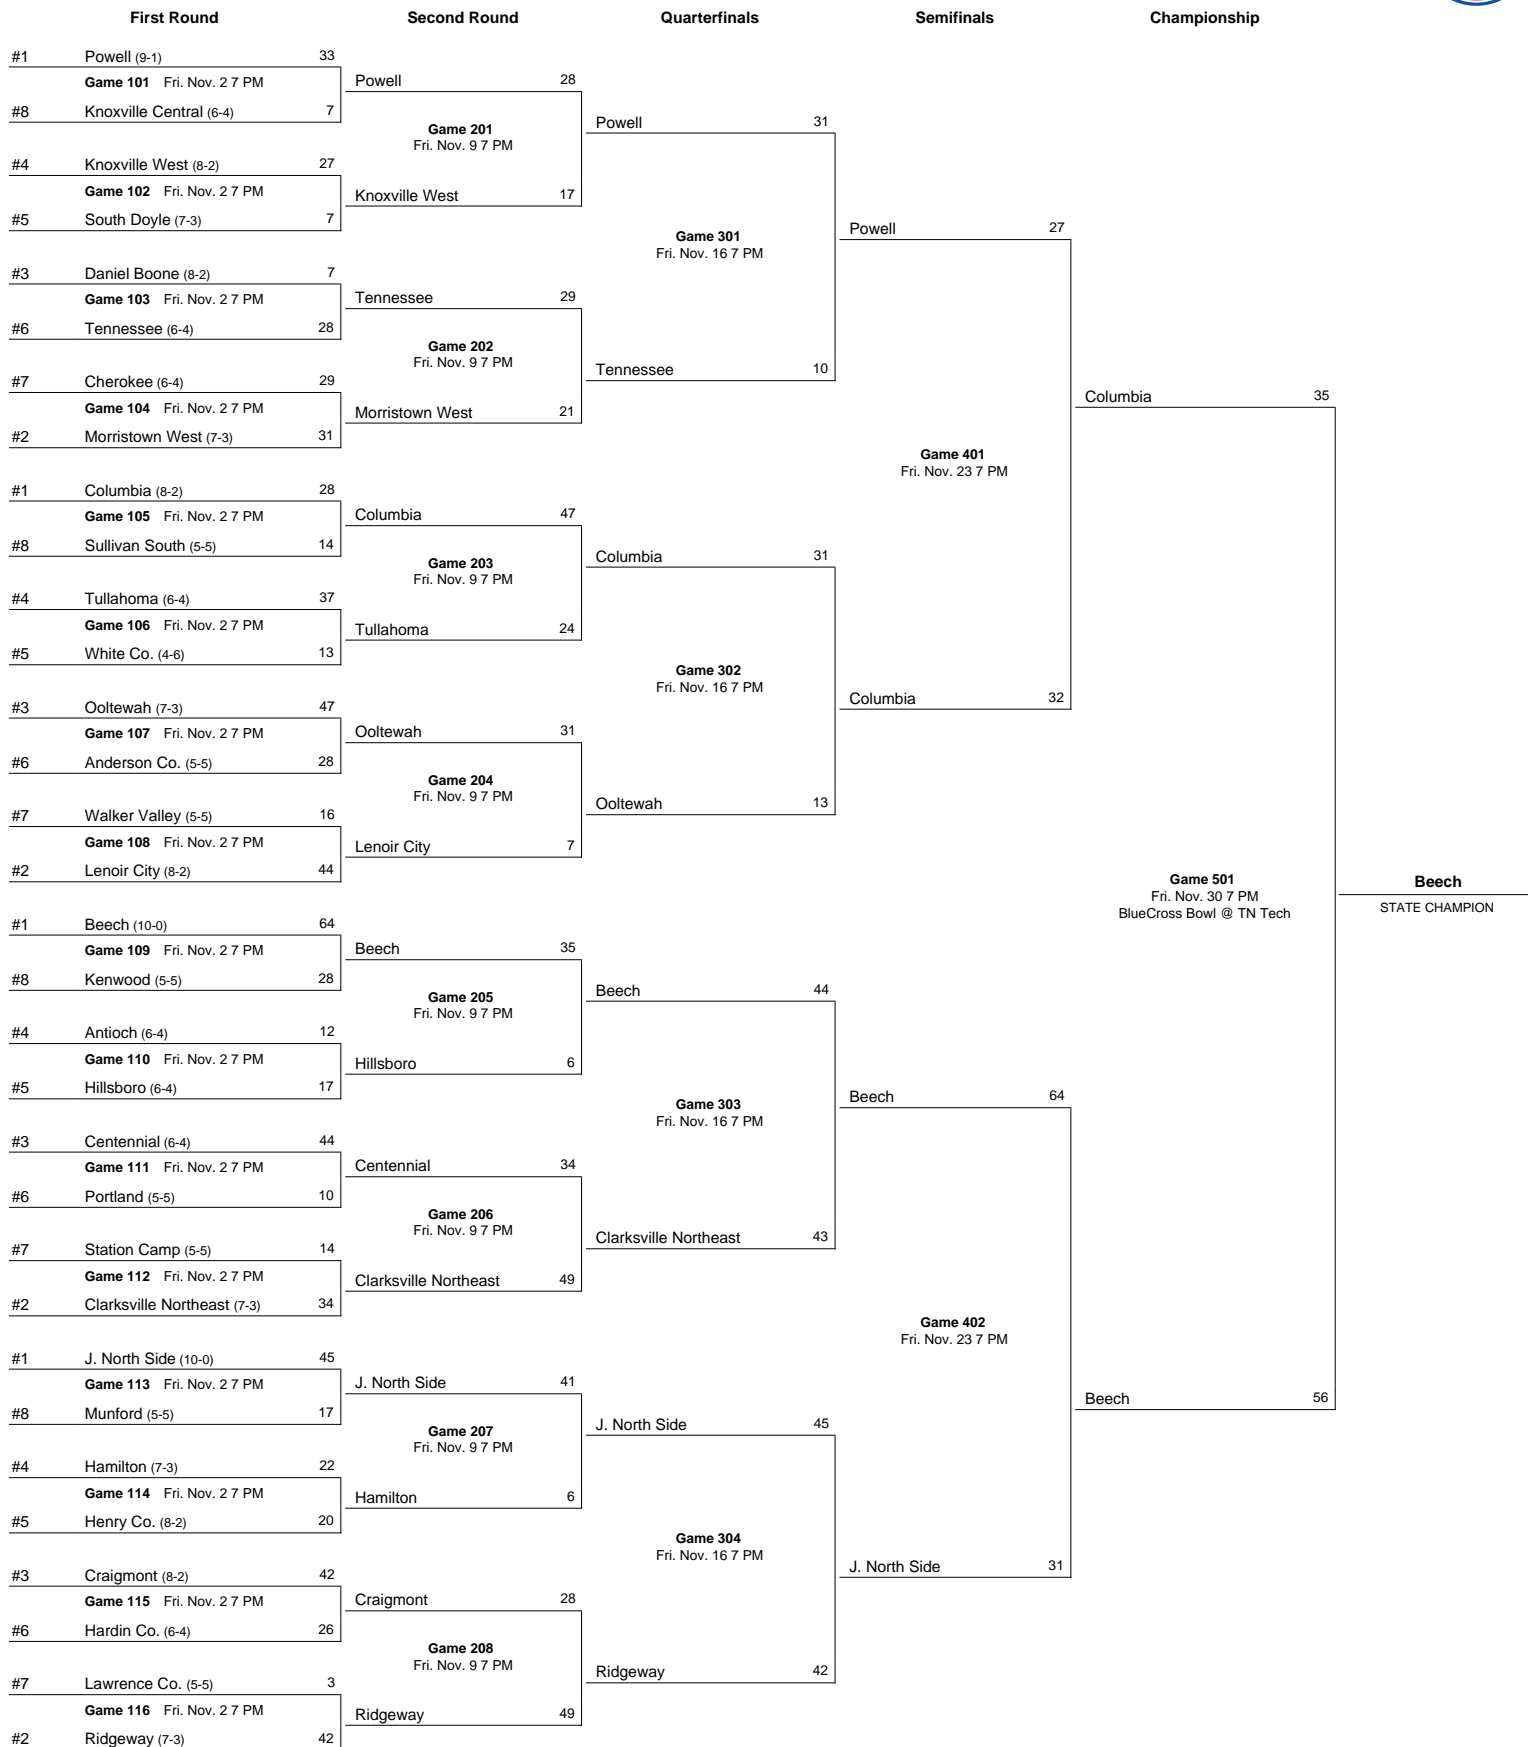 First Round Second Round Quarterfinals Semifinals Championship
#1 Powell (9-1) 33
Game 101 Fri. Nov. 2 7 PM
#8 Knoxville Central (6-4) 7
#4 Knoxville West (8-2) 27
Game 102 Fri. Nov. 2 7 PM
#5 South Doyle (7-3) 7
#3 Daniel Boone (8-2) 7
Game 103 Fri. Nov. 2 7 PM
#6 Tennessee (6-4) 28
#7 Cherokee (6-4) 29
Game 104 Fri. Nov. 2 7 PM
#2 Morristown West (7-3) 31
#1 Columbia (8-2) 28
Game 105 Fri. Nov. 2 7 PM
#8 Sullivan South (5-5) 14
#4 Tullahoma (6-4) 37
Game 106 Fri. Nov. 2 7 PM
#5 White Co. (4-6) 13
#3 Ooltewah (7-3) 47
Game 107 Fri. Nov. 2 7 PM
#6 Anderson Co. (5-5) 28
#7 Walker Valley (5-5) 16
Game 108 Fri. Nov. 2 7 PM
#2 Lenoir City (8-2) 44
#1 Beech (10-0) 64
Game 109 Fri. Nov. 2 7 PM
#8 Kenwood (5-5) 28
#4 Antioch (6-4) 12
Game 110 Fri. Nov. 2 7 PM
#5 Hillsboro (6-4) 17
#3 Centennial (6-4) 44
Game 111 Fri. Nov. 2 7 PM
#6 Portland (5-5) 10
#7 Station Camp (5-5) 14
Game 112 Fri. Nov. 2 7 PM
#2 Clarksville Northeast (7-3) 34
#1 J. North Side (10-0) 45
Game 113 Fri. Nov. 2 7 PM
#8 Munford (5-5) 17
#4 Hamilton (7-3) 22
Game 114 Fri. Nov. 2 7 PM
#5 Henry Co. (8-2) 20
#3 Craigmont (8-2) 42
Game 115 Fri. Nov. 2 7 PM
#6 Hardin Co. (6-4) 26
#7 Lawrence Co. (5-5) 3
Game 116 Fri. Nov. 2 7 PM
#2 Ridgeway (7-3) 42
Powell 28
Game 201
Fri. Nov. 9 7 PM
Knoxville West 17
Tennessee 29
Game 202
Fri. Nov. 9 7 PM
Morristown West 21
Columbia 47
Game 203
Fri. Nov. 9 7 PM
Tullahoma 24
Ooltewah 31
Game 204
Fri. Nov. 9 7 PM
Lenoir City 7
Beech 35
Game 205
Fri. Nov. 9 7 PM
Hillsboro 6
Centennial 34
Game 206
Fri. Nov. 9 7 PM
Clarksville Northeast 49
J. North Side 41
Game 207
Fri. Nov. 9 7 PM
Hamilton 6
Craigmont 28
Game 208
Fri. Nov. 9 7 PM
Ridgeway 49
Powell 31
Game 301
Fri. Nov. 16 7 PM
Tennessee 10
Columbia 31
Game 302
Fri. Nov. 16 7 PM
Ooltewah 13
Beech 44
Game 303
Fri. Nov. 16 7 PM
Clarksville Northeast 43
J. North Side 45
Game 304
Fri. Nov. 16 7 PM
Ridgeway 42
Powell 27
Game 401
Fri. Nov. 23 7 PM
Columbia 32
Beech 64
Game 402
Fri. Nov. 23 7 PM
J. North Side 31
Columbia 35
Game 501
Fri. Nov. 30 7 PM
BlueCross Bowl @ TN Tech
Beech 56
Beech
STATE CHAMPION